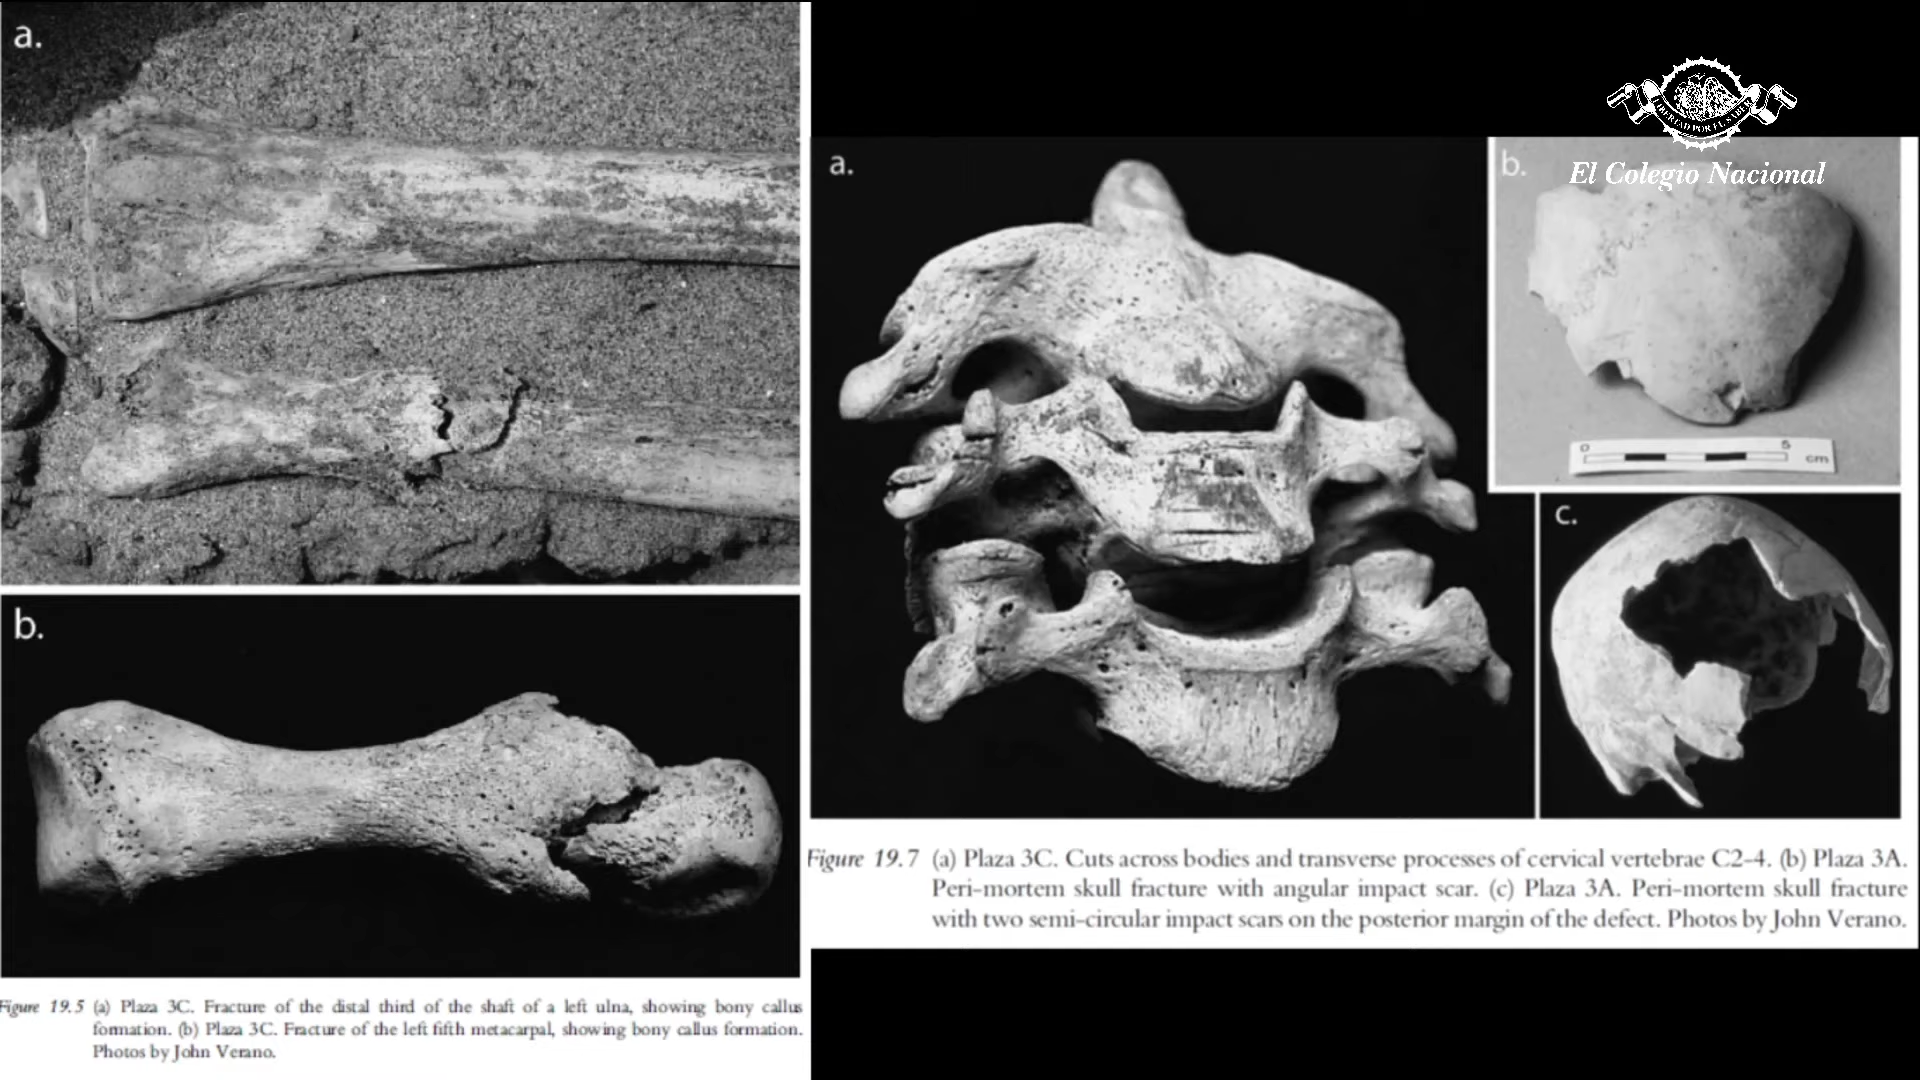 a.
b.
Figure 19.5 (a) Plaza 3C. Fracture of the distal third of the shaft of a left ulna, showing bony callus
formation. (b) Plaza 3C. Fracture of the left fifth metacarpal, showing bony callus formation.
Photos by John Verano.
a.
b.
0 5
cm
c.
Figure 19.7 (a) Plaza 3C. Cuts across bodies and transverse processes of cervical vertebrae C2–4. (b) Plaza 3A.
Peri-mortem skull fracture with angular impact scar. (c) Plaza 3A. Peri-mortem skull fracture
with two semi-circular impact scars on the posterior margin of the defect. Photos by John Verano.
LIBERTAD POR EL SABER
El Colegio Nacional